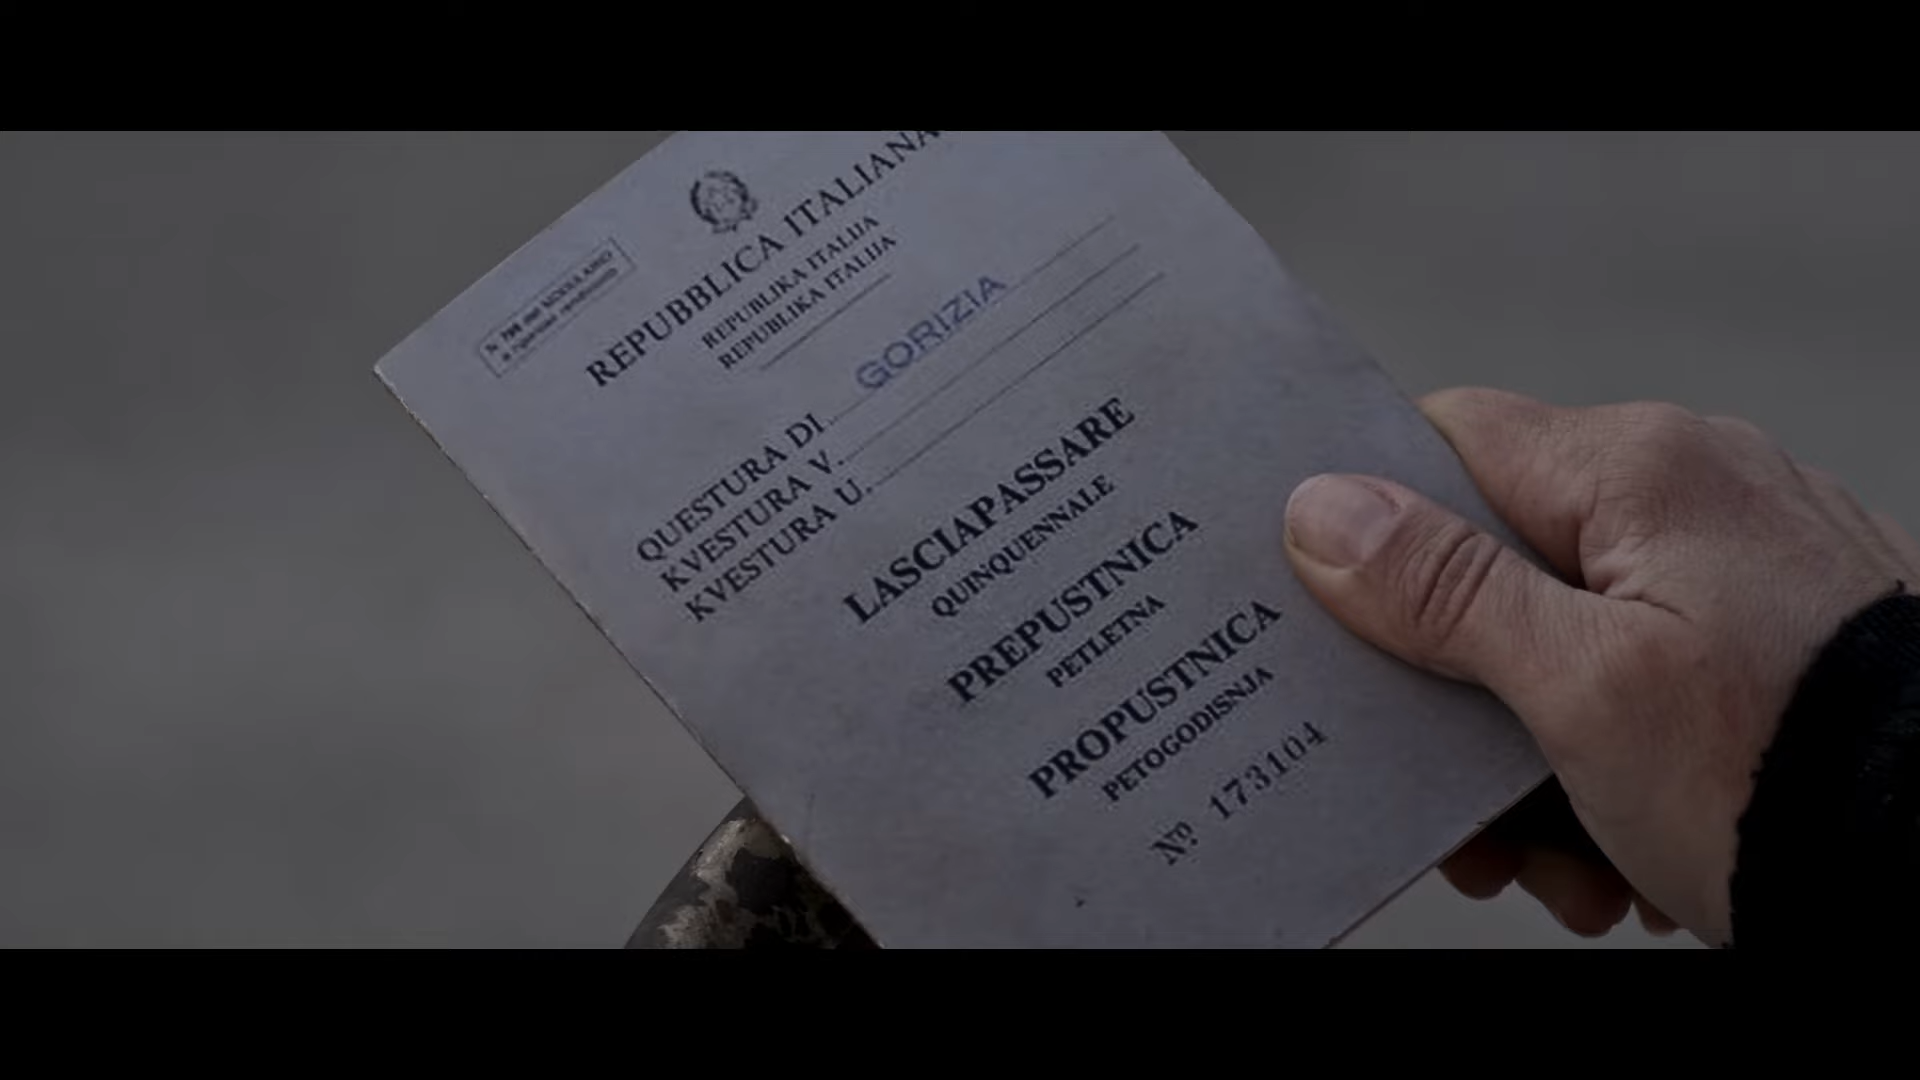 REPUBBLICA ITALIANA
REPUBLIKA ITALIJA
REPUBLIKA ITALIJA
QUESTURA DI GORIZIA
KVESTURA V.
KVESTURA U.
LASCIAPASSARE
QUINQUENNALE
PREPUSTNICA
PETLETNA
PROPUSTNICA
PETOGODISNJA
Nº 173104